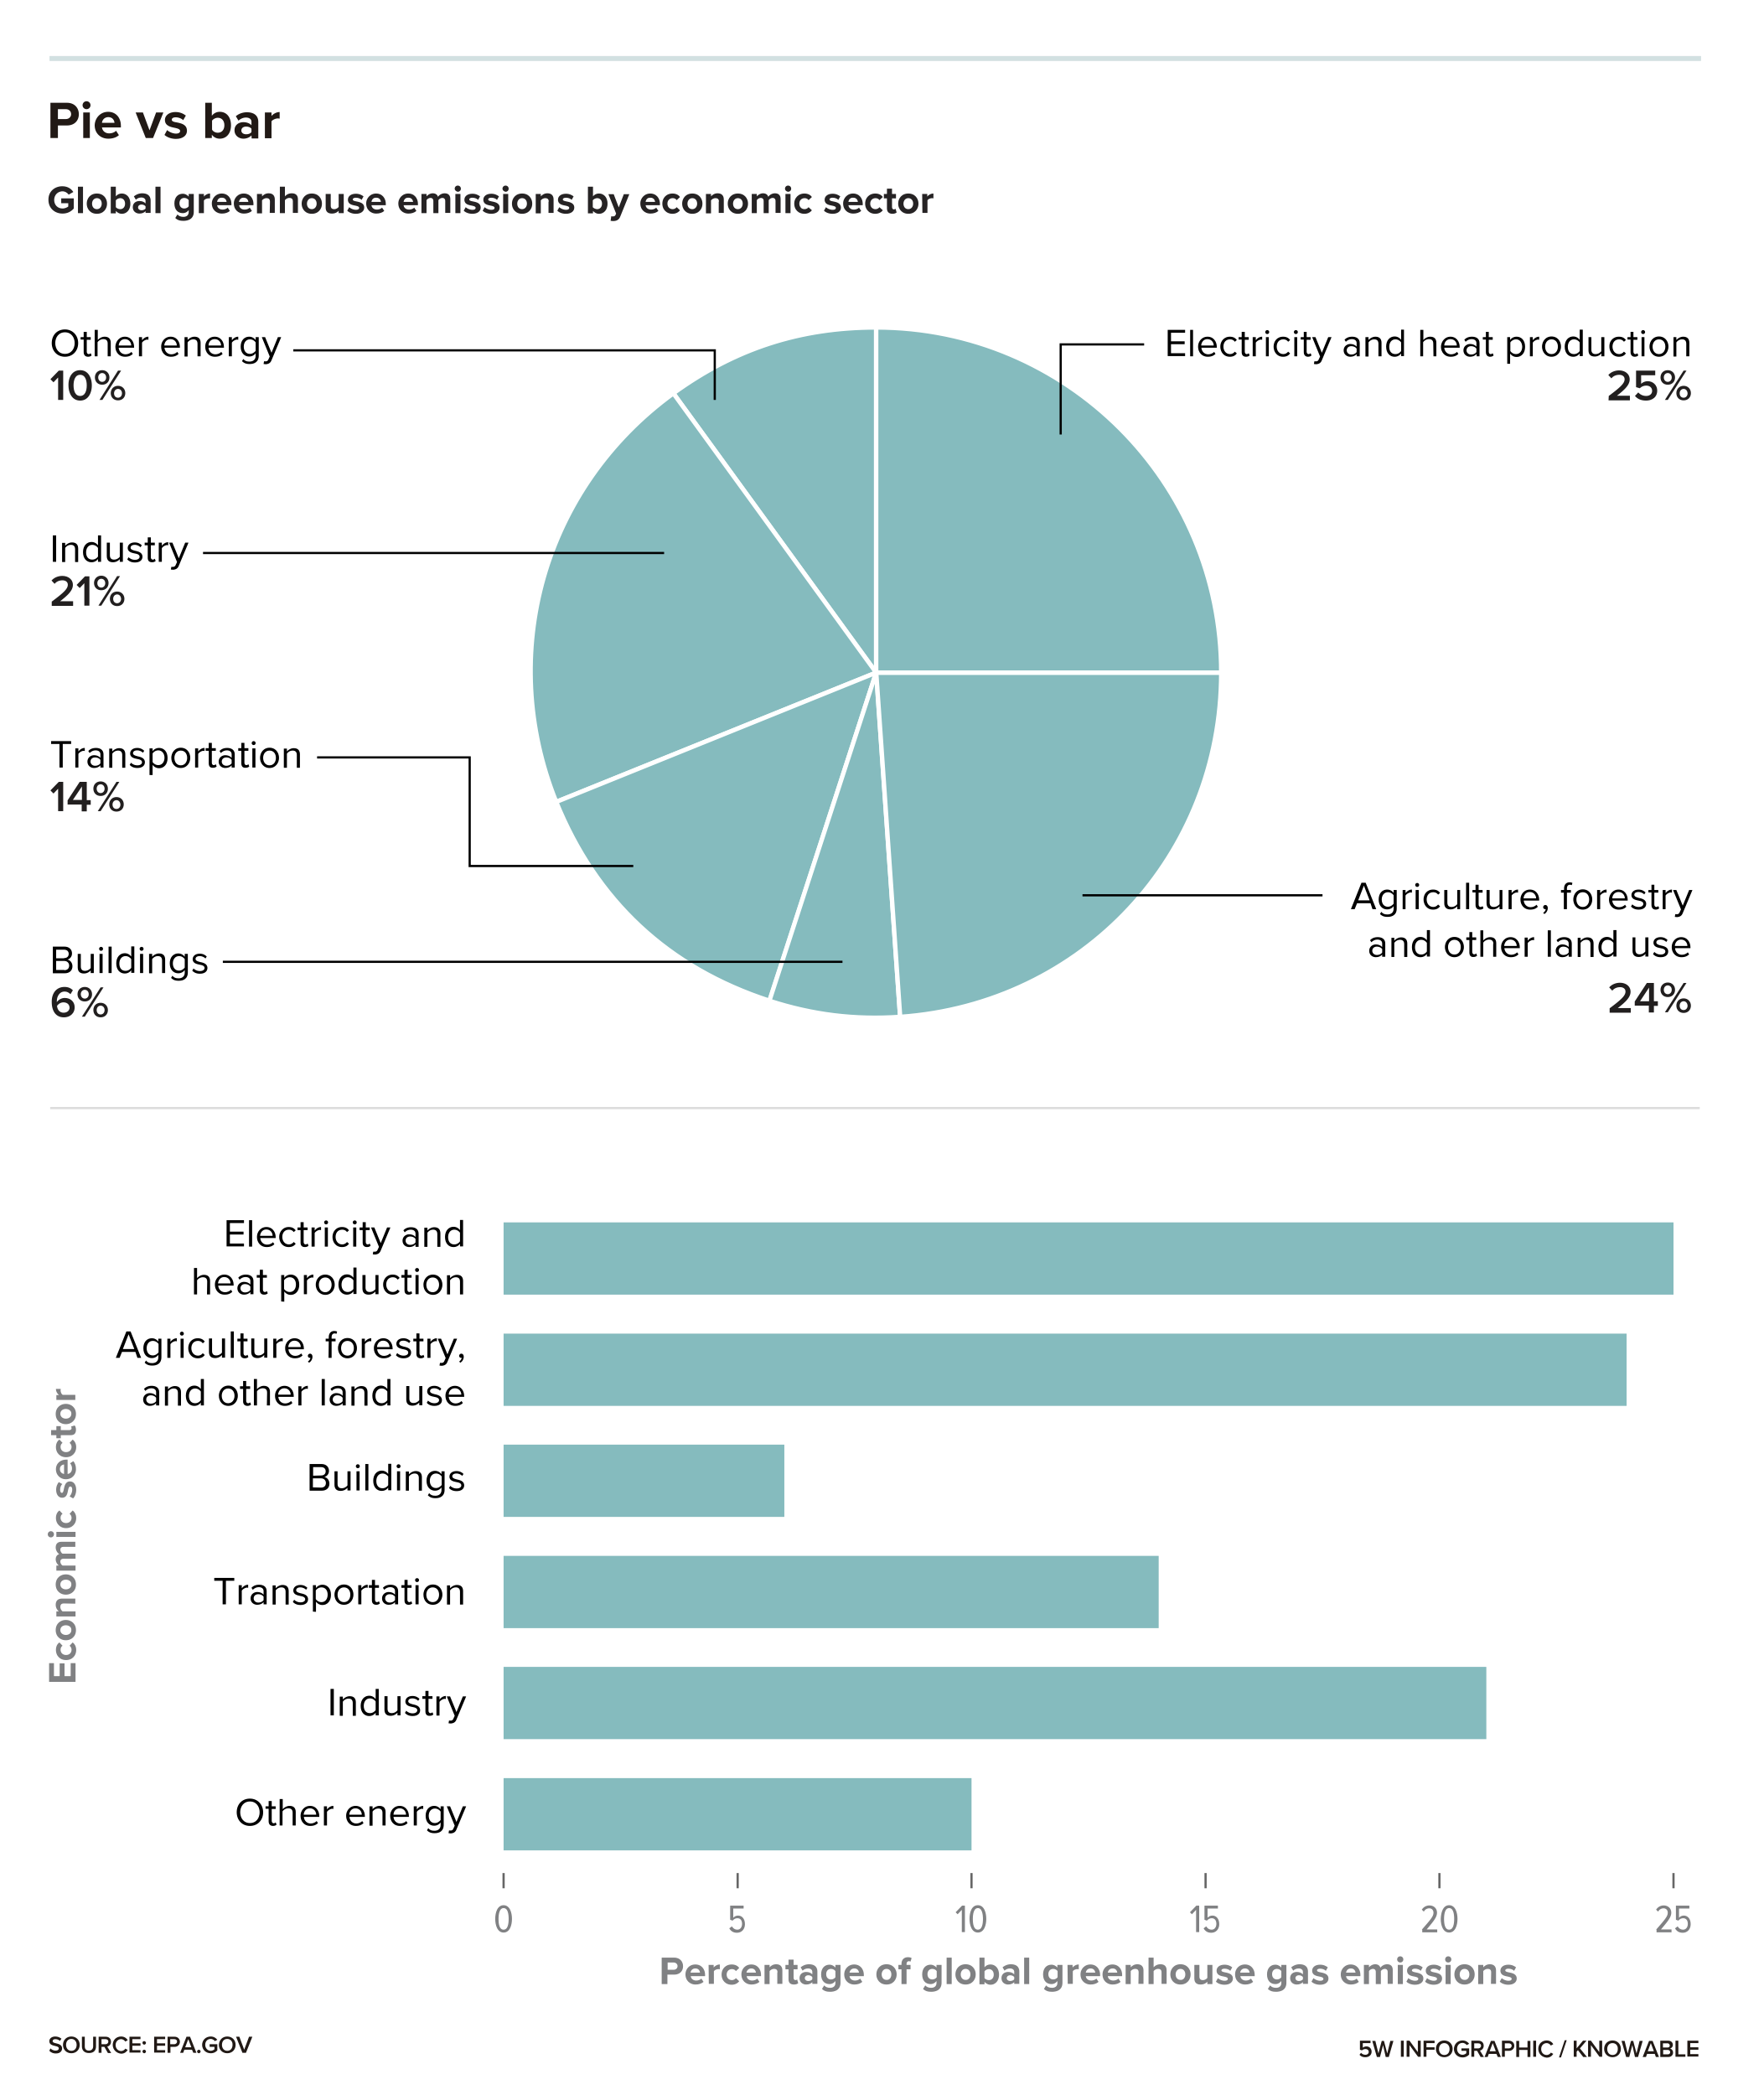 Pie vs bar
Global greenhouse emissions by economic sector
Other energy
10%
Electricity and heat production
25%
Industry
21%
Transportation
14%
Agriculture, forestry
and other land use
24%
Buildings
6%
Electricity and
heat production
Agriculture, forestry,
and other land use
Buildings
Transportation
Industry
Other energy
Economic sector
0 5 10 15 20 25
Percentage of global greenhouse gas emissions
SOURCE: EPA.GOV
5W INFOGRAPHIC / KNOWABLE